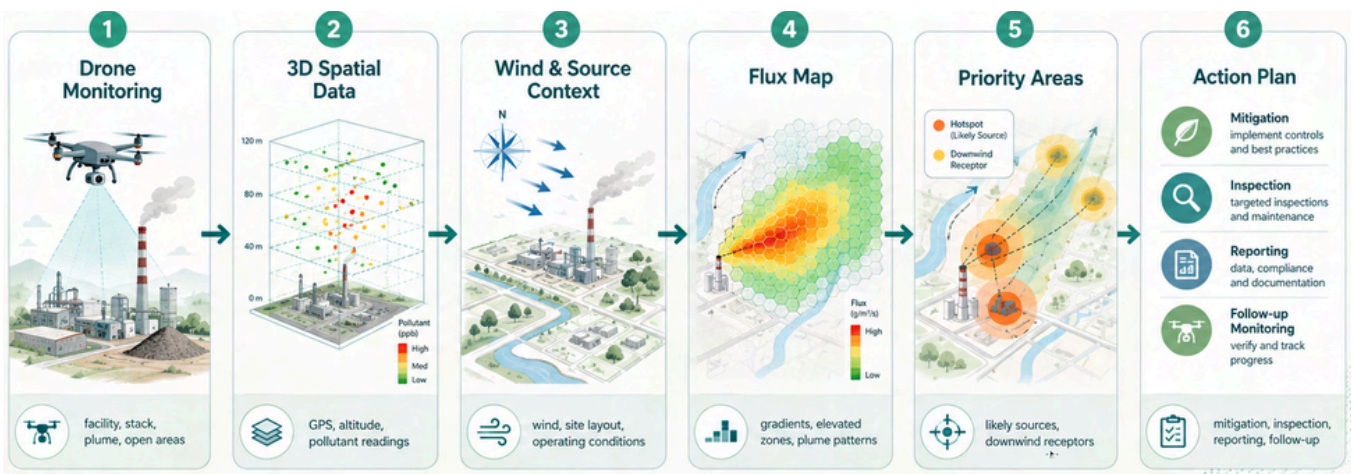 1
Drone
Monitoring
facility, stack,
plume, open areas
2
3D Spatial
Data
120 m
80 m
40 m
0 m
Pollutant
(ppb)
High
Med
Low
GPS, altitude,
pollutant readings
3
Wind & Source
Context
N
wind, site layout,
operating conditions
4
Flux Map
Flux
(g/m²/s)
High
Low
gradients, elevated
zones, plume patterns
5
Priority Areas
Hotspot
(Likely Source)
Downwind
Receptor
likely sources,
downwind receptors
6
Action Plan
Mitigation
implement controls
and best practices
Inspection
targeted inspections
and maintenance
Reporting
data, compliance
and documentation
Follow-up
Monitoring
verify and track
progress
mitigation, inspection,
reporting, follow-up